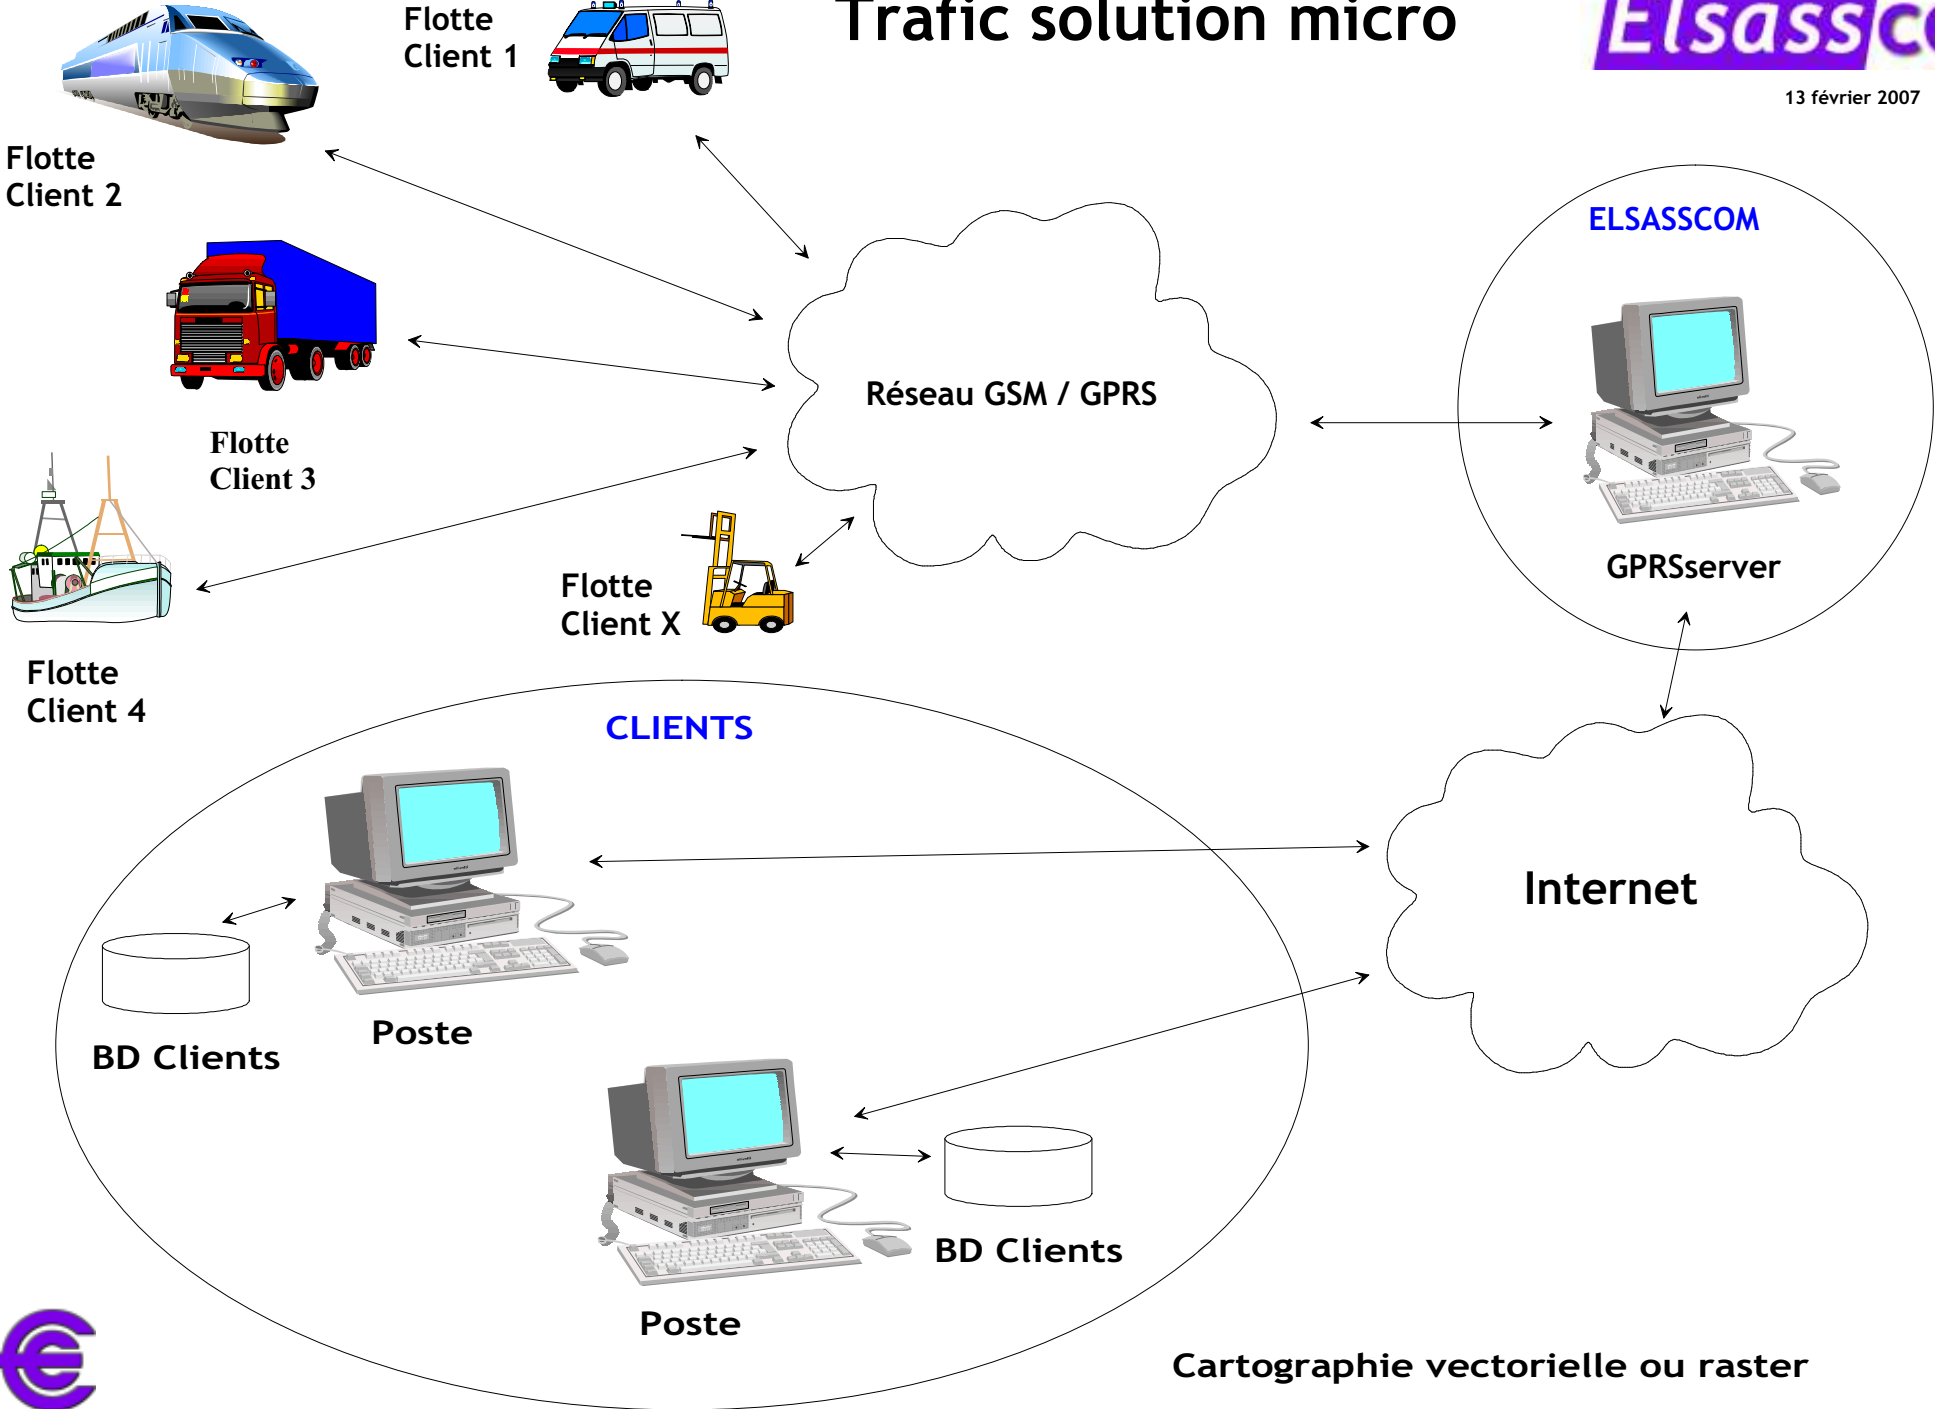 Trafic solution micro
Elsassco
13 février 2007
Flotte
Client 1
Flotte
Client 2
Flotte
Client 3
Flotte
Client 4
Flotte
Client X
Réseau GSM / GPRS
ELSASSCOM
GPRSserver
CLIENTS
Internet
Poste
BD Clients
BD Clients
Poste
Cartographie vectorielle ou raster